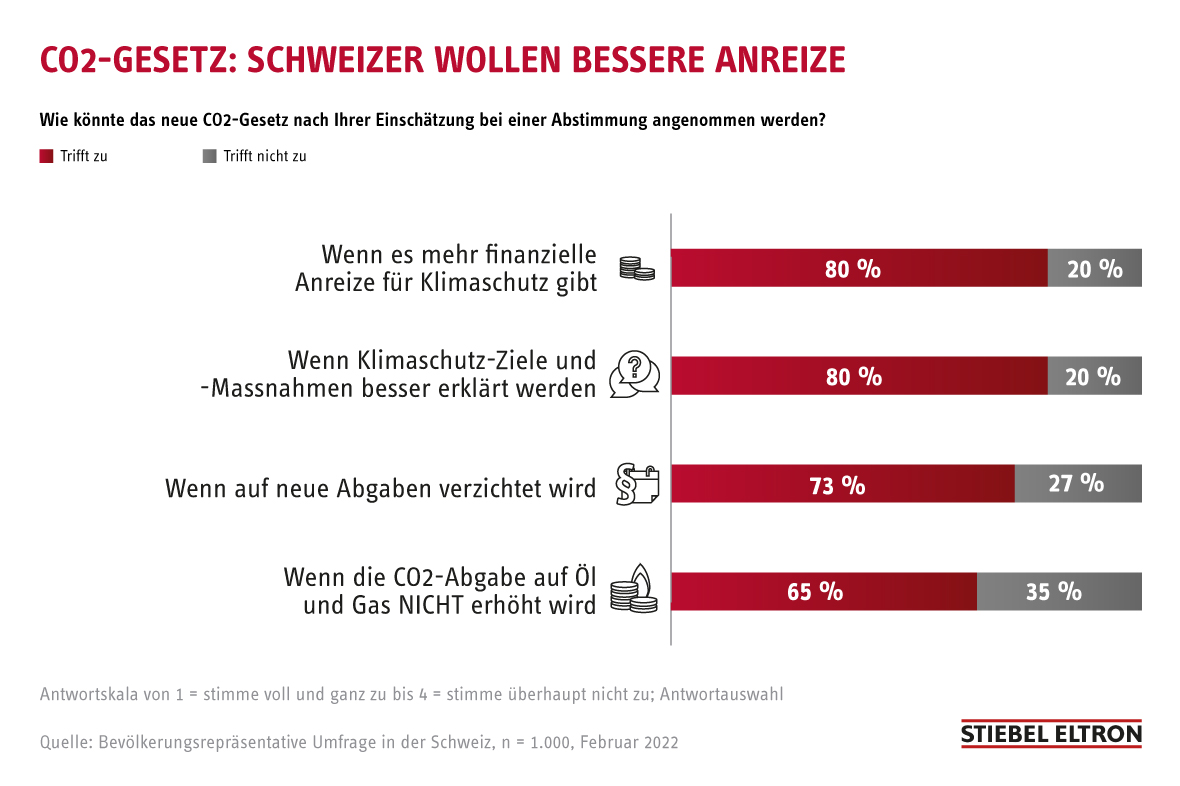 CO2-GESETZ: SCHWEIZER WOLLEN BESSERE ANREIZE
Wie könnte das neue CO2-Gesetz nach Ihrer Einschätzung bei einer Abstimmung angenommen werden?
Trifft zu
Trifft nicht zu
Wenn es mehr finanzielle
Anreize für Klimaschutz gibt
80 %
20 %
Wenn Klimaschutz-Ziele und
-Massnahmen besser erklärt werden
?
80 %
20 %
Wenn auf neue Abgaben verzichtet wird
§
73 %
27 %
Wenn die CO2-Abgabe auf Öl
und Gas NICHT erhöht wird
65 %
35 %
Antwortskala von 1 = stimme voll und ganz zu bis 4 = stimme überhaupt nicht zu; Antwortauswahl
Quelle: Bevölkerungsrepräsentative Umfrage in der Schweiz, n = 1.000, Februar 2022
STIEBEL ELTRON